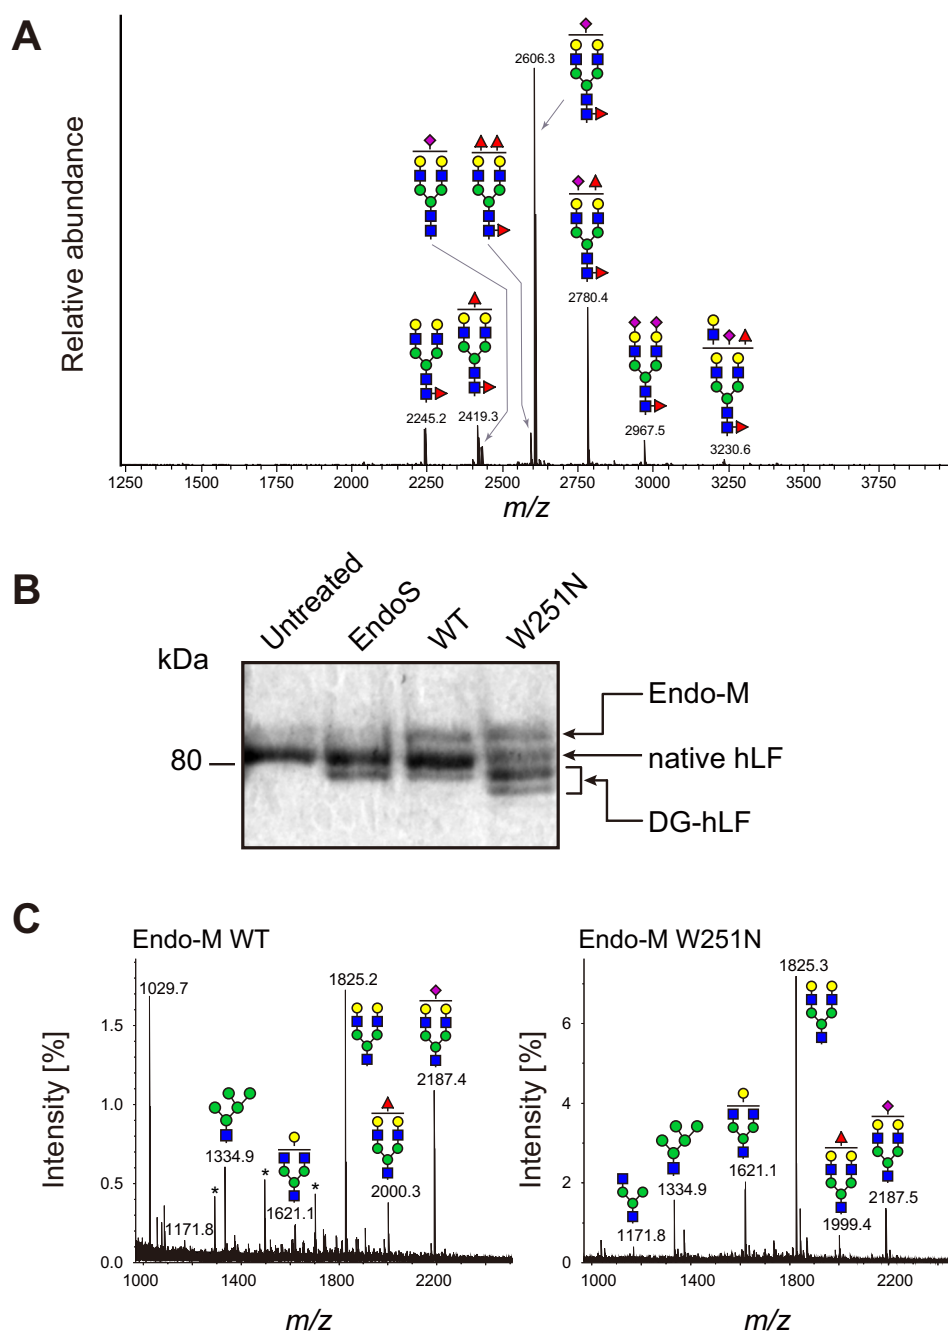 A
Relative abundance
2606.3
2780.4
2245.2
2419.3
2967.5
3230.6
1250 1500 1750 2000 2250 2500 2750 3000 3250 3500 3750
m/z
B
Untreated
EndoS
WT
W251N
kDa
80
Endo-M
native hLF
DG-hLF
C
Endo-M WT
Intensity [%]
1.5
1.0
0.5
0.0
1029.7
1825.2
2187.4
1334.9
2000.3
*
*
*
1171.8
1621.1
1000 1400 1800 2200
m/z
Endo-M W251N
Intensity [%]
6
4
2
0
1825.3
1621.1
1334.9
2187.5
1999.4
1171.8
1000 1400 1800 2200
m/z